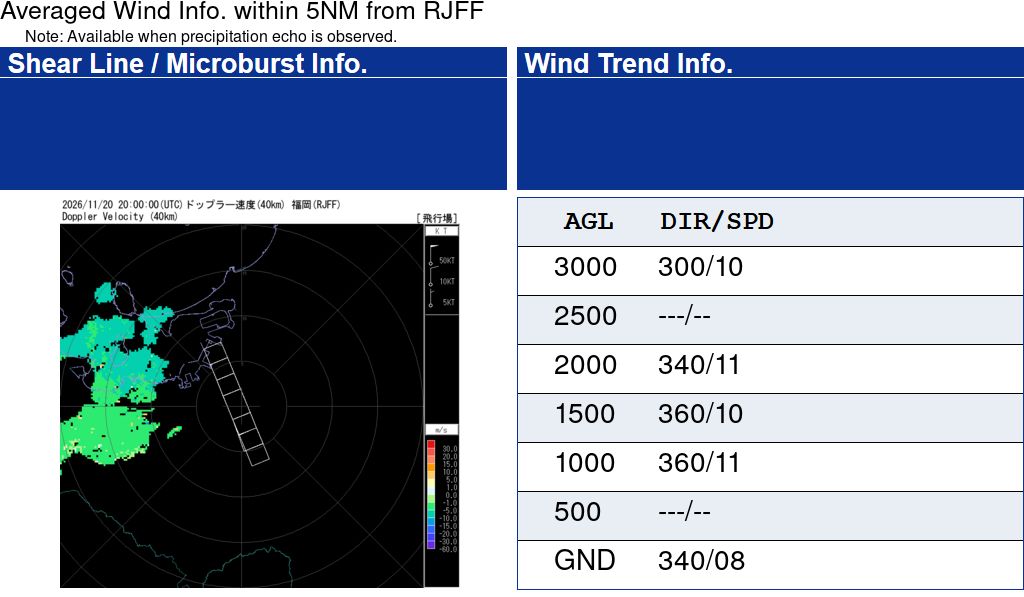 Averaged Wind Info. within 5NM from RJFF
Note: Available when precipitation echo is observed.
Shear Line / Microburst Info.
Wind Trend Info.
2026/11/20 20:00:00(UTC) ドップラー速度(40km) 福岡(RJFF)
Doppler Velocity (40km)
[飛行場]
K T
50KT
10KT
5KT
m/s
30.0
20.0
15.0
10.0
5.0
1.0
0.0
-1.0
-5.0
-10.0
-15.0
-20.0
-30.0
-60.0
AGL DIR/SPD
3000 300/10
2500 ---/--
2000 340/11
1500 360/10
1000 360/11
500 ---/--
GND 340/08